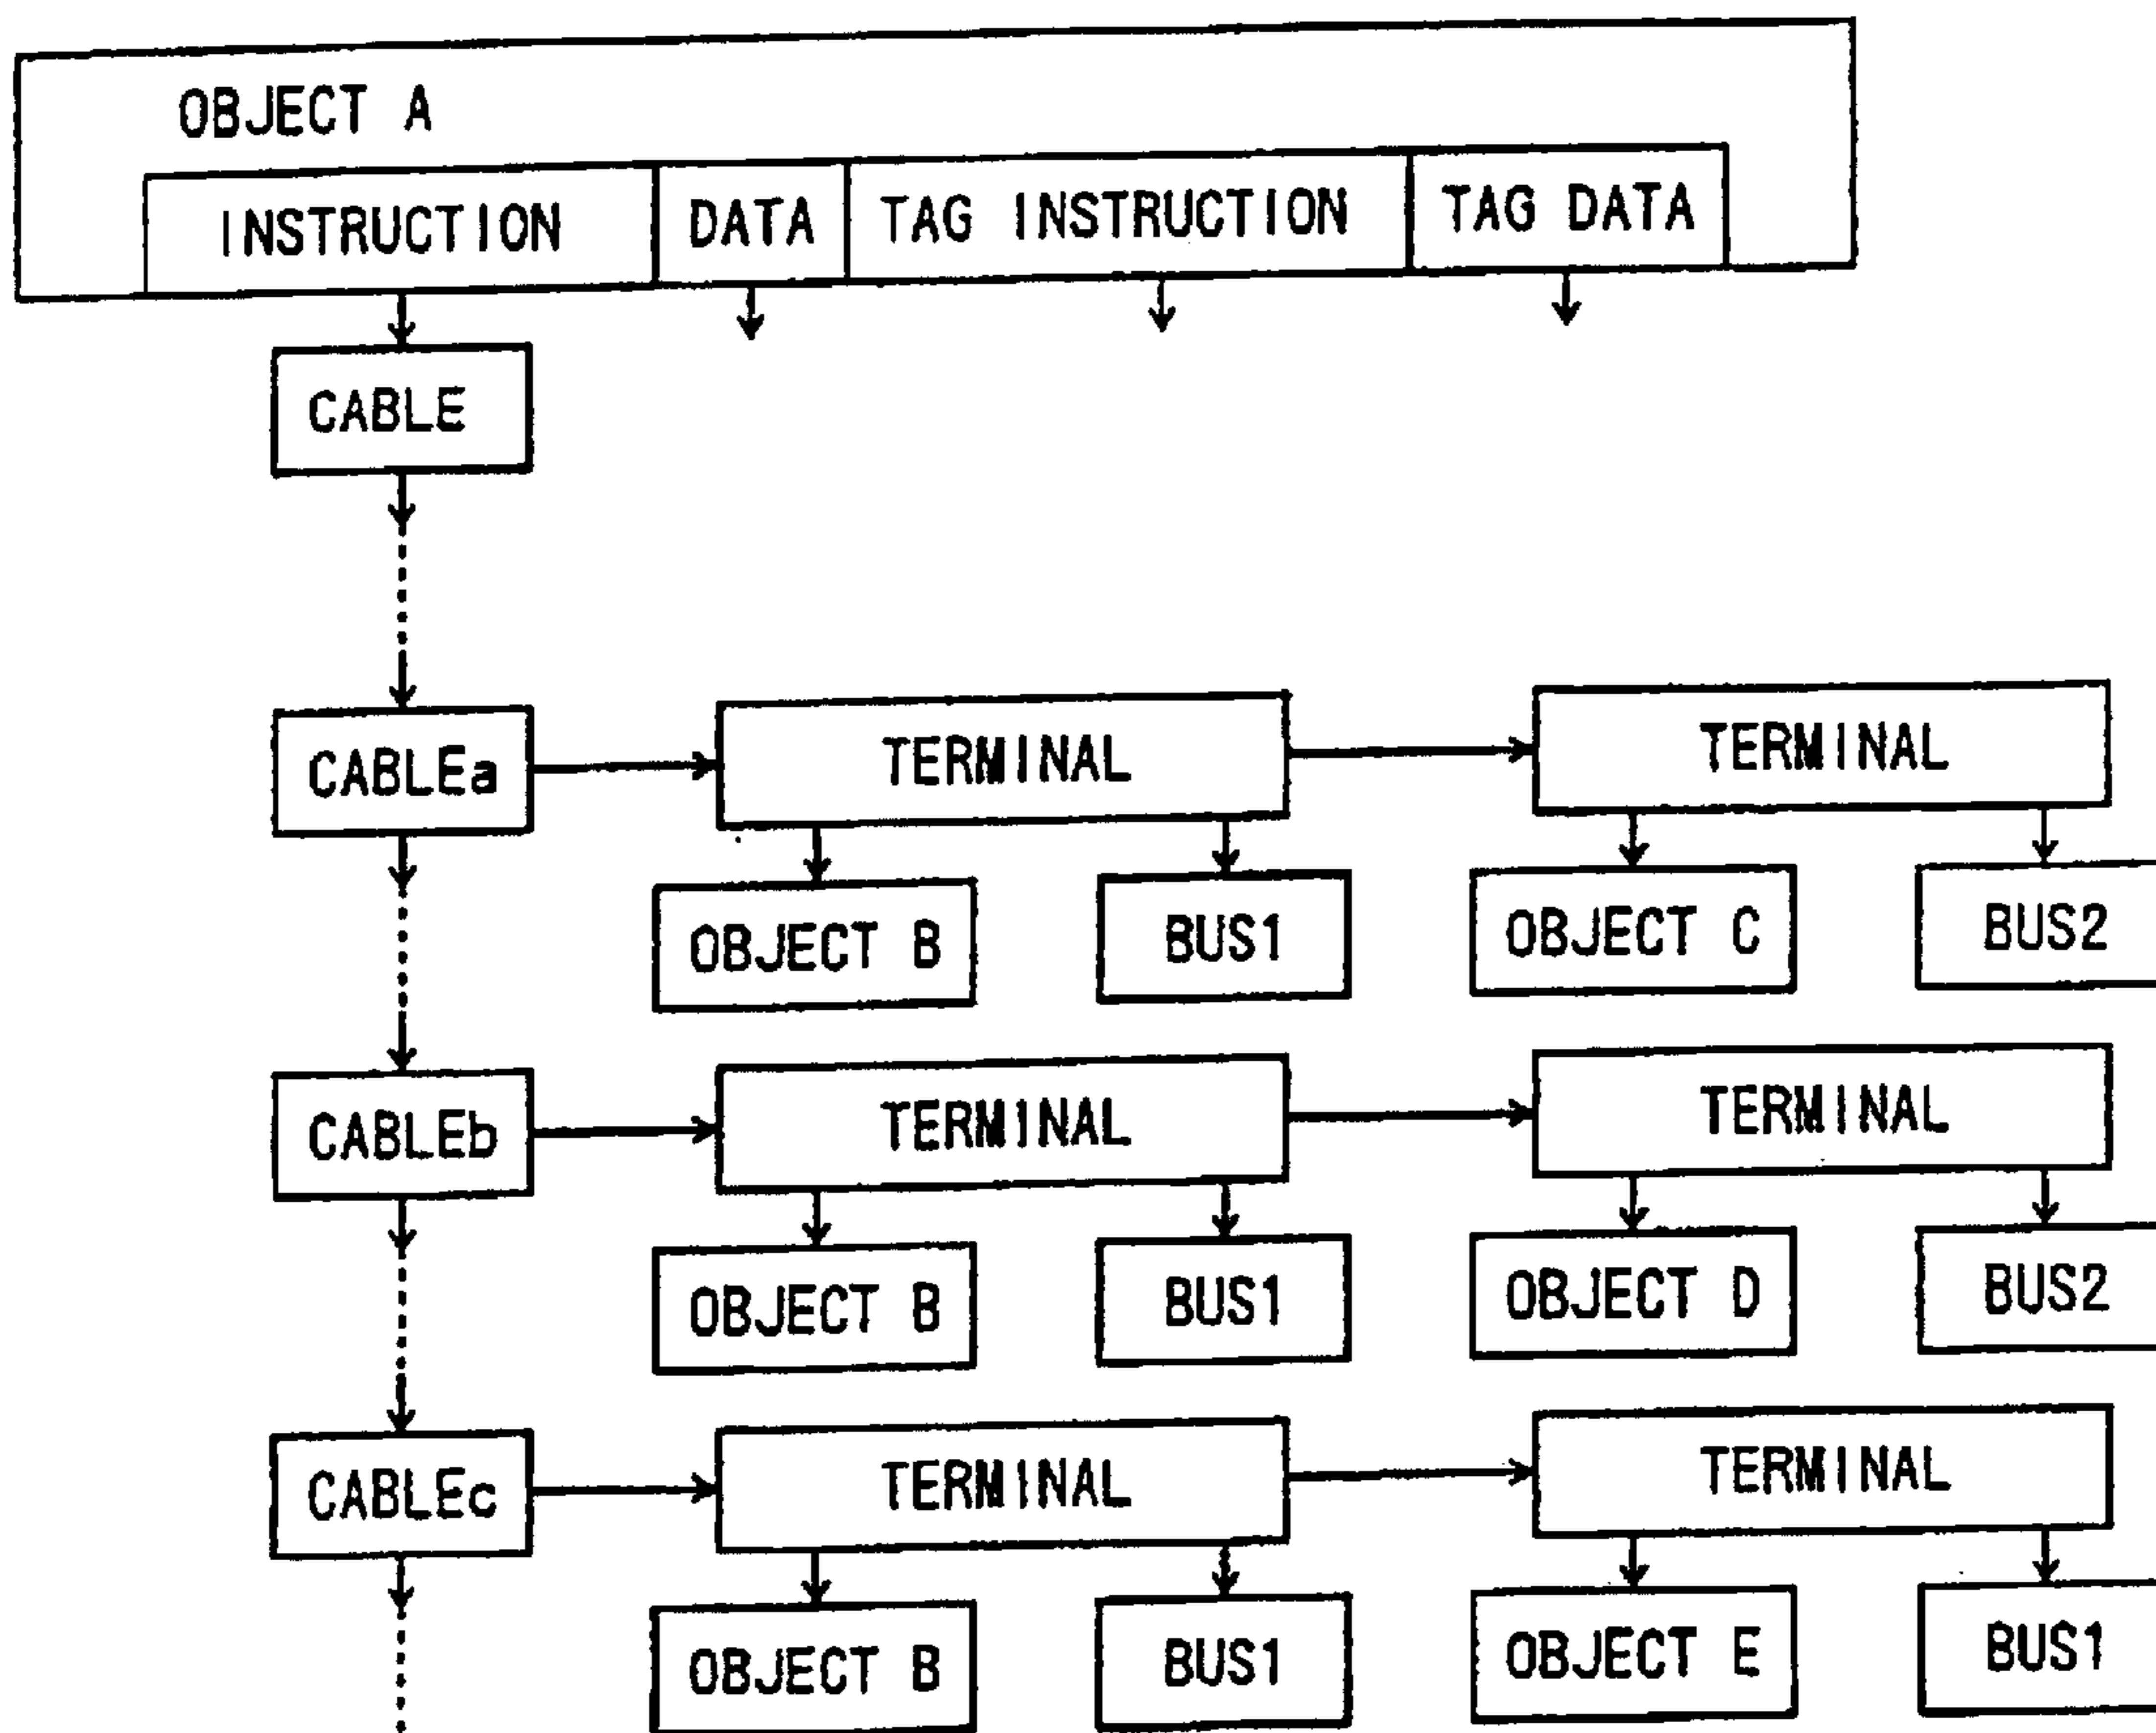 OBJECT A
INSTRUCTION DATA TAG INSTRUCTION TAG DATA
CABLE
CABLEa TERMINAL TERMINAL
OBJECT B BUS1 OBJECT C BUS2
CABLEb TERMINAL TERMINAL
OBJECT B BUS1 OBJECT D BUS2
CABLEc TERMINAL TERMINAL
OBJECT B BUS1 OBJECT E BUS1